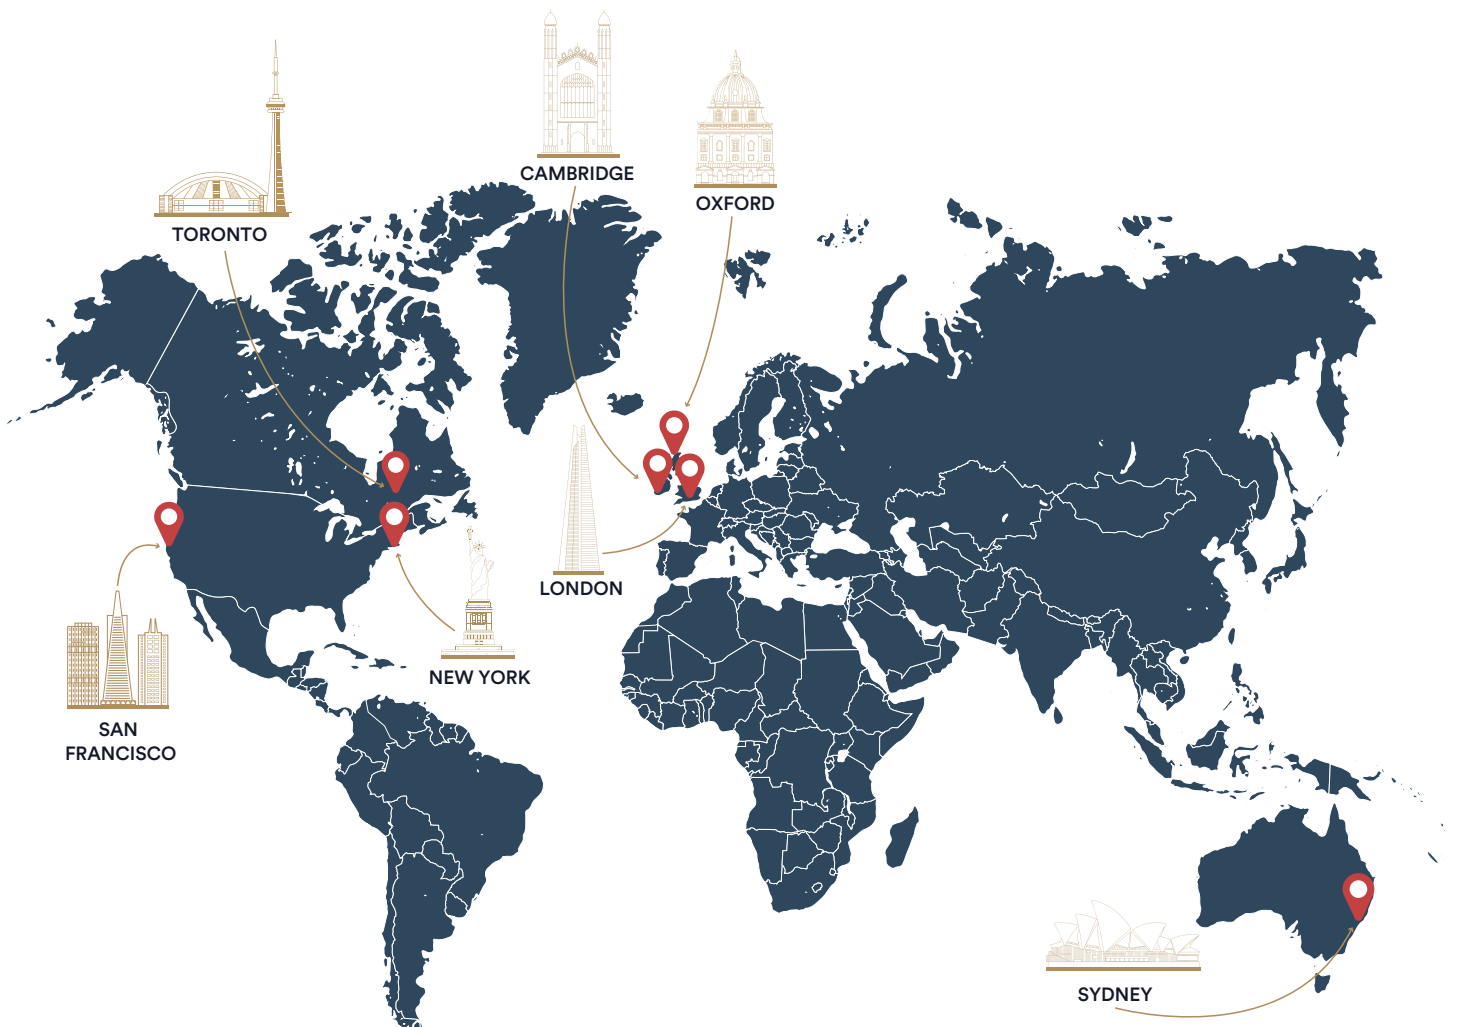 CAMBRIDGE
OXFORD
TORONTO
LONDON
NEW YORK
SAN
FRANCISCO
SYDNEY